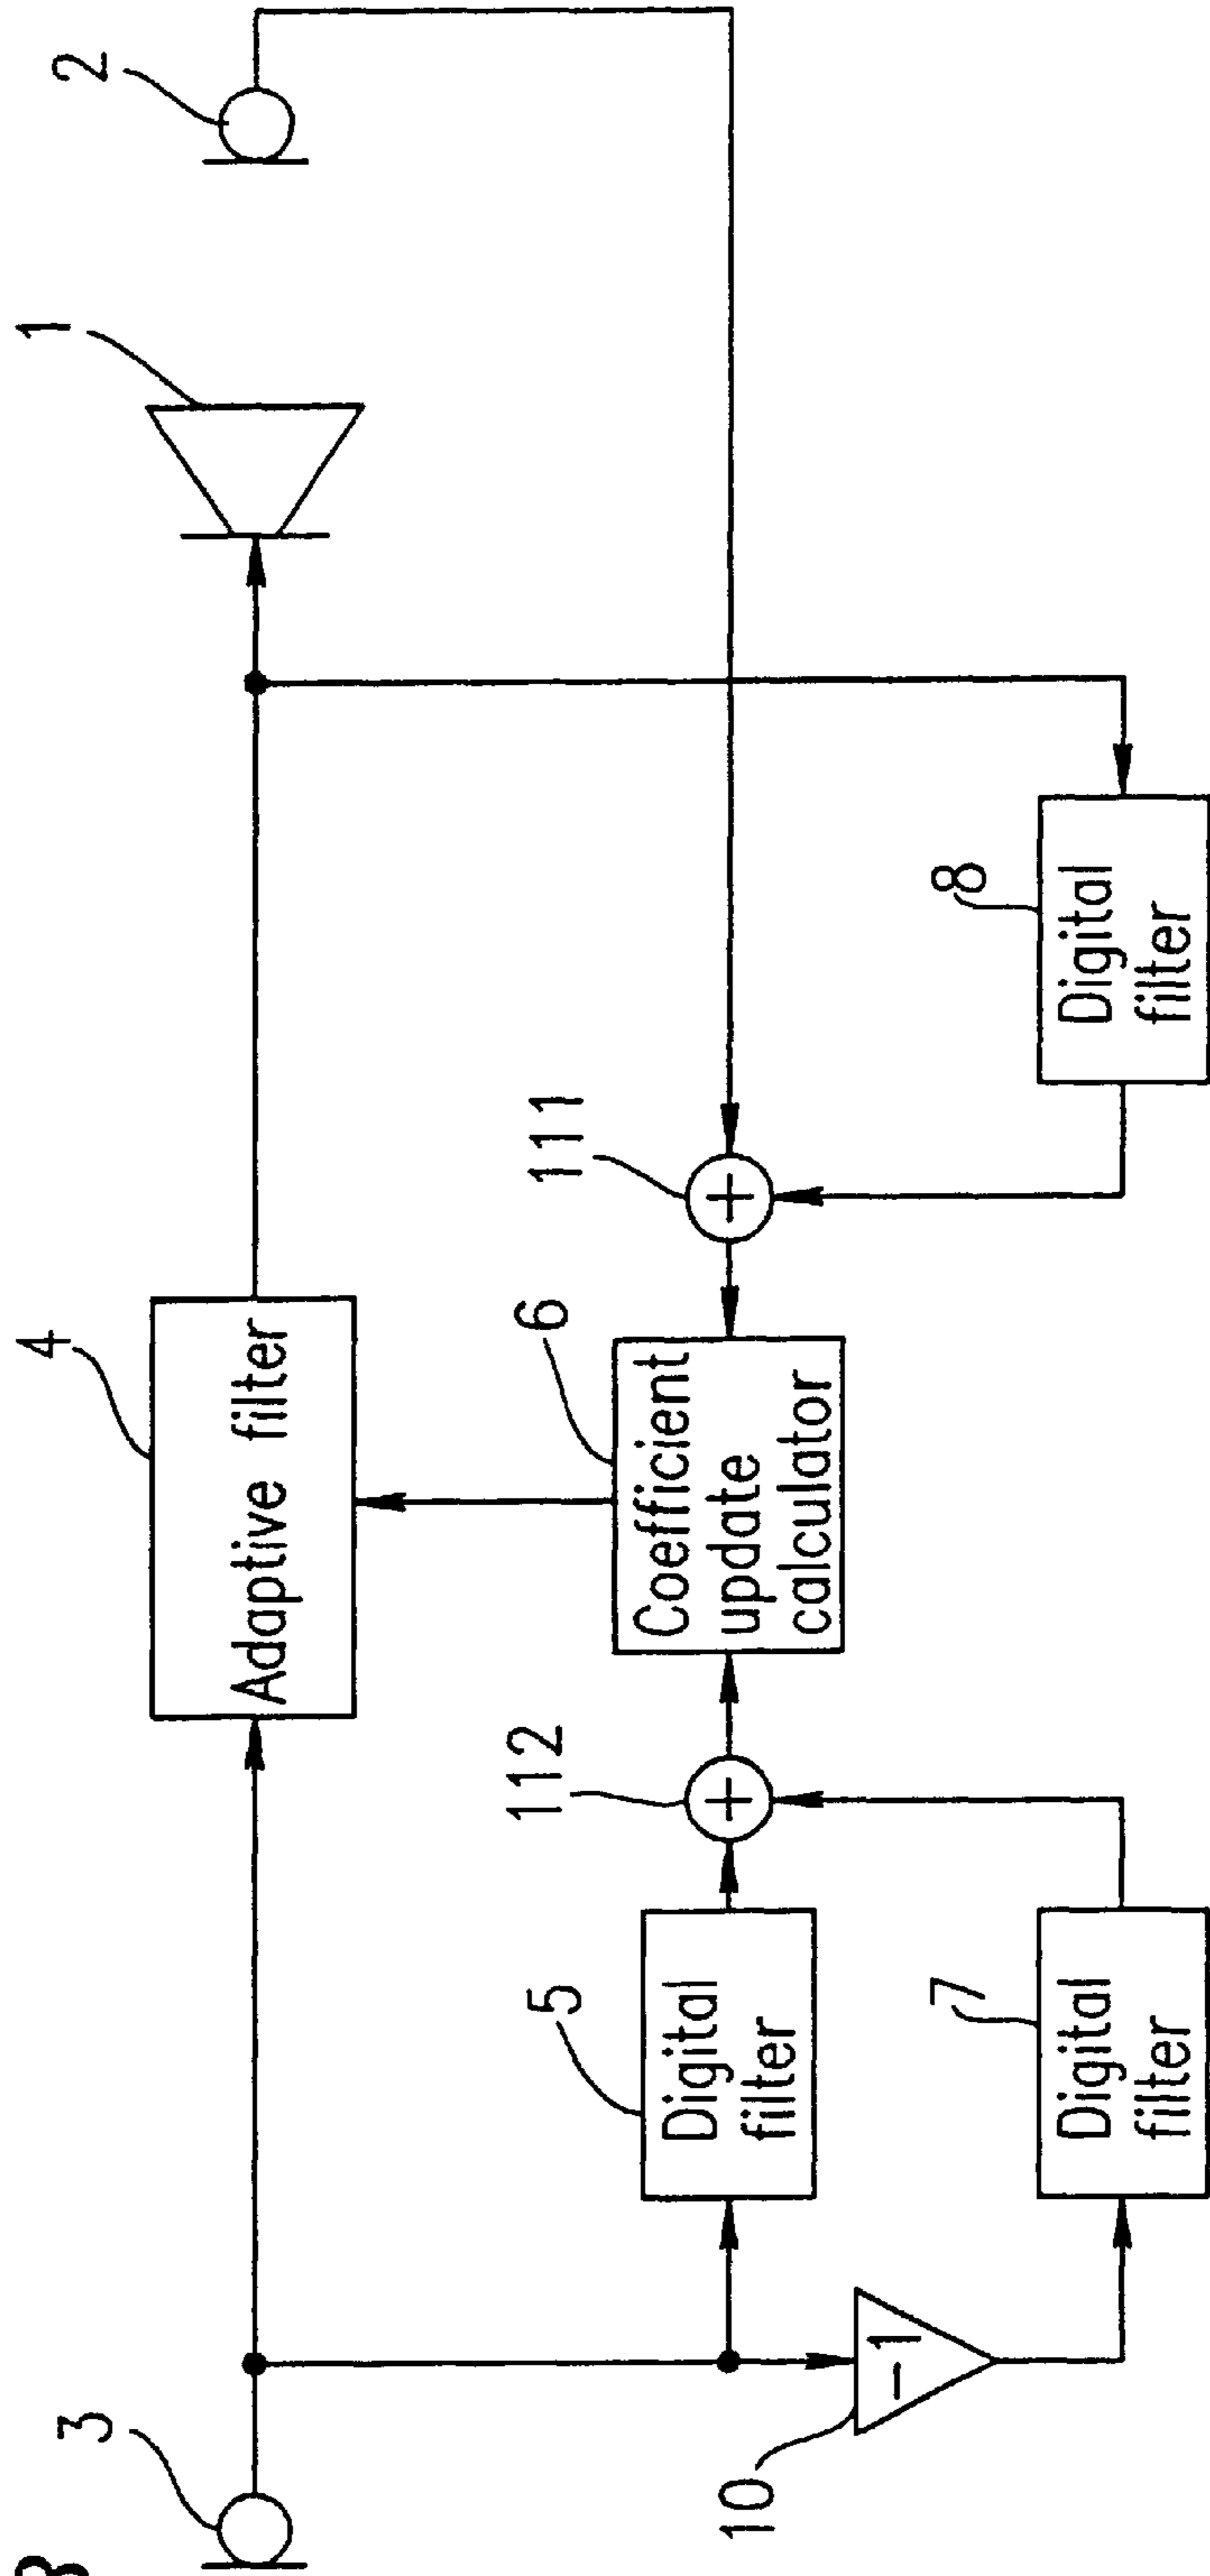 3
3
4
Adaptive filter
1
2
5
Digital
filter
112
6
Coefficient
update
calculator
111
10
-1
7
Digital
filter
8
Digital
filter